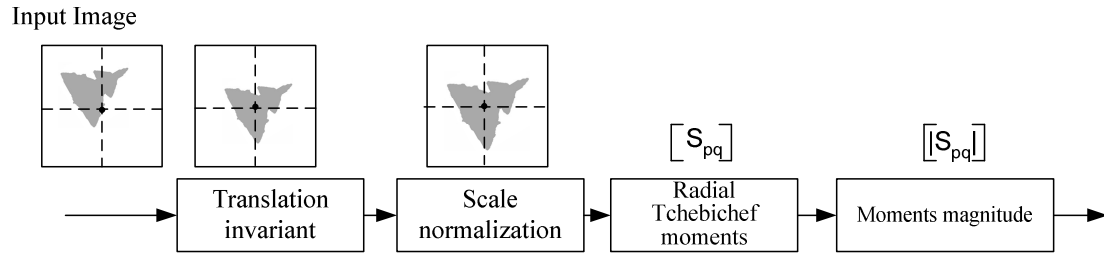 Input Image
[S_pq]
[|S_pq|]
Translation
invariant
Scale
normalization
Radial
Tchebichef
moments
Moments magnitude